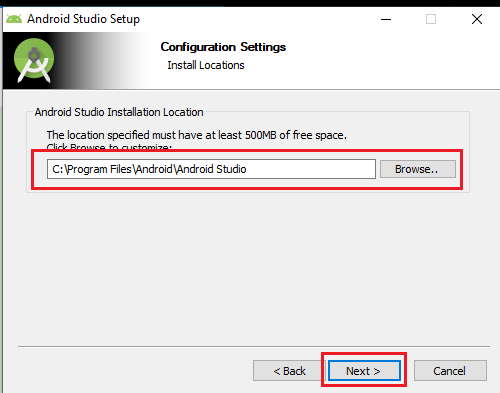 Android Studio Setup
Configuration Settings
Install Locations
Android Studio Installation Location
The location specified must have at least 500MB of free space.
Click Browse to customize:
C:\Program Files\Android\Android Studio
Browse..
< Back
Next >
Cancel